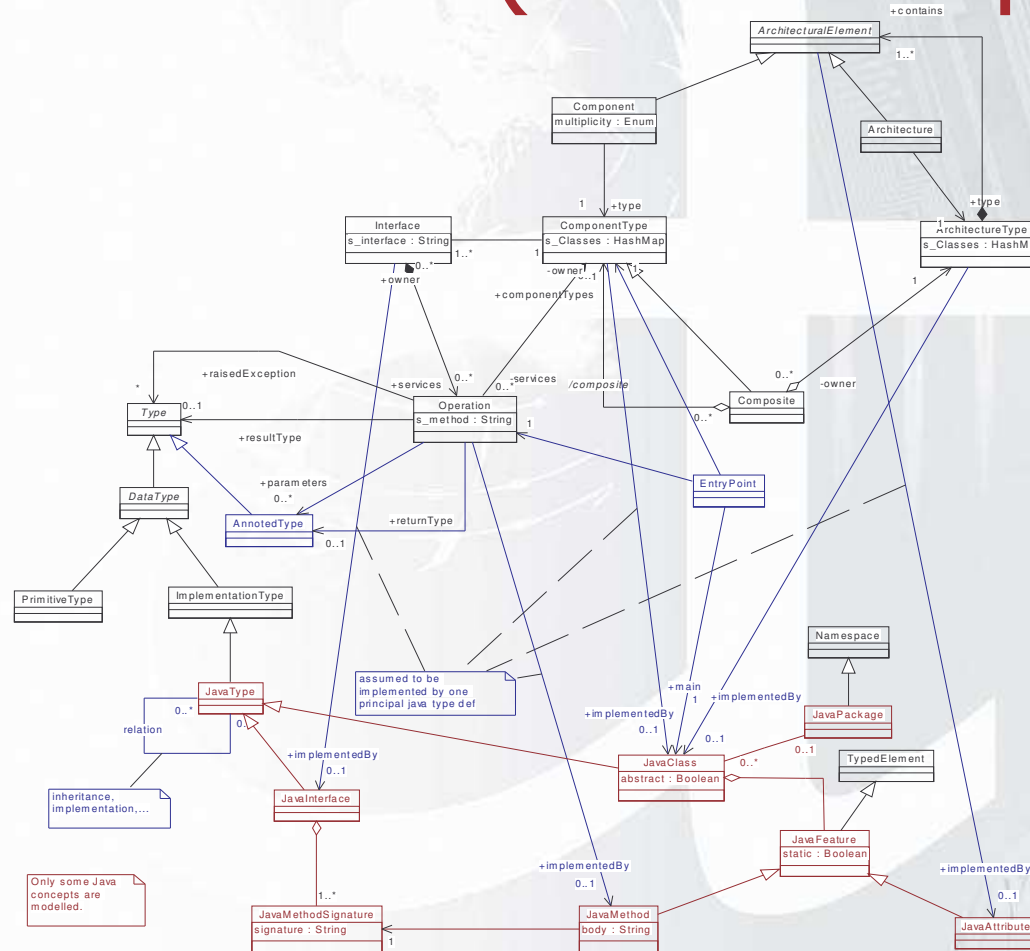 +contains
ArchitecturalElement
1..*
Component
multiplicity : Enum
Architecture
1
+type
+type
1
Interface
s_interface : String
ComponentType
s_Classes : HashMap
ArchitectureType
s_Classes : HashM
1..*
1
0..*
+owner
-owner
0..1
1
+componentTypes
1
+raisedException
*
+services
0..*
-services
0..*
/composite
0..*
-owner
Composite
0..*
Type
0..1
Operation
s_method : String
1
+resultType
DataType
+parameters
0..*
EntryPoint
AnnotedType
+returnType
0..1
PrimitiveType
ImplementationType
Namespace
assumed to be
implemented by one
principal java type def
JavaType
0..*
relation
+main
1
+implementedBy
+implementedBy
0..1
0..1
JavaPackage
0..1
0..*
+implementedBy
0..1
JavaClass
abstract : Boolean
TypedElement
inheritance,
implementation,...
JavaInterface
JavaFeature
static : Boolean
+implementedBy
0..1
+implementedBy
0..1
Only some Java
concepts are
modelled.
1..*
JavaMethodSignature
signature : String
1
JavaMethod
body : String
JavaAttribute